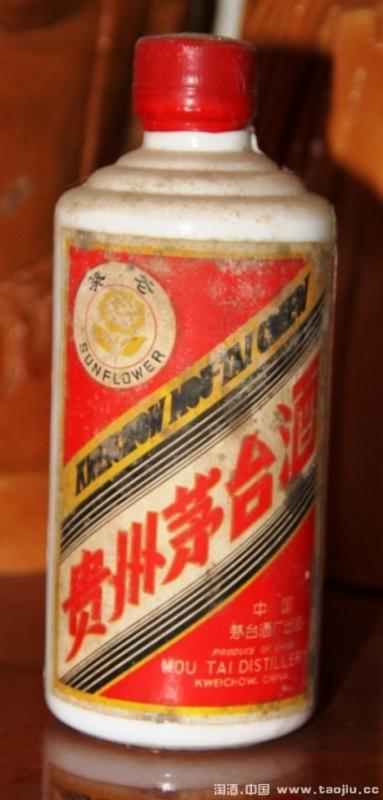 葵花
SUNFLOWER
KWEICHOW MOU-TAI CHIEW
贵州茅台酒
中国
茅台酒厂出品
PRODUCE OF CHINA
MOU TAI DISTILLERY
KWEICHOW, CHINA
淘酒.中国 www.taojiu.cc